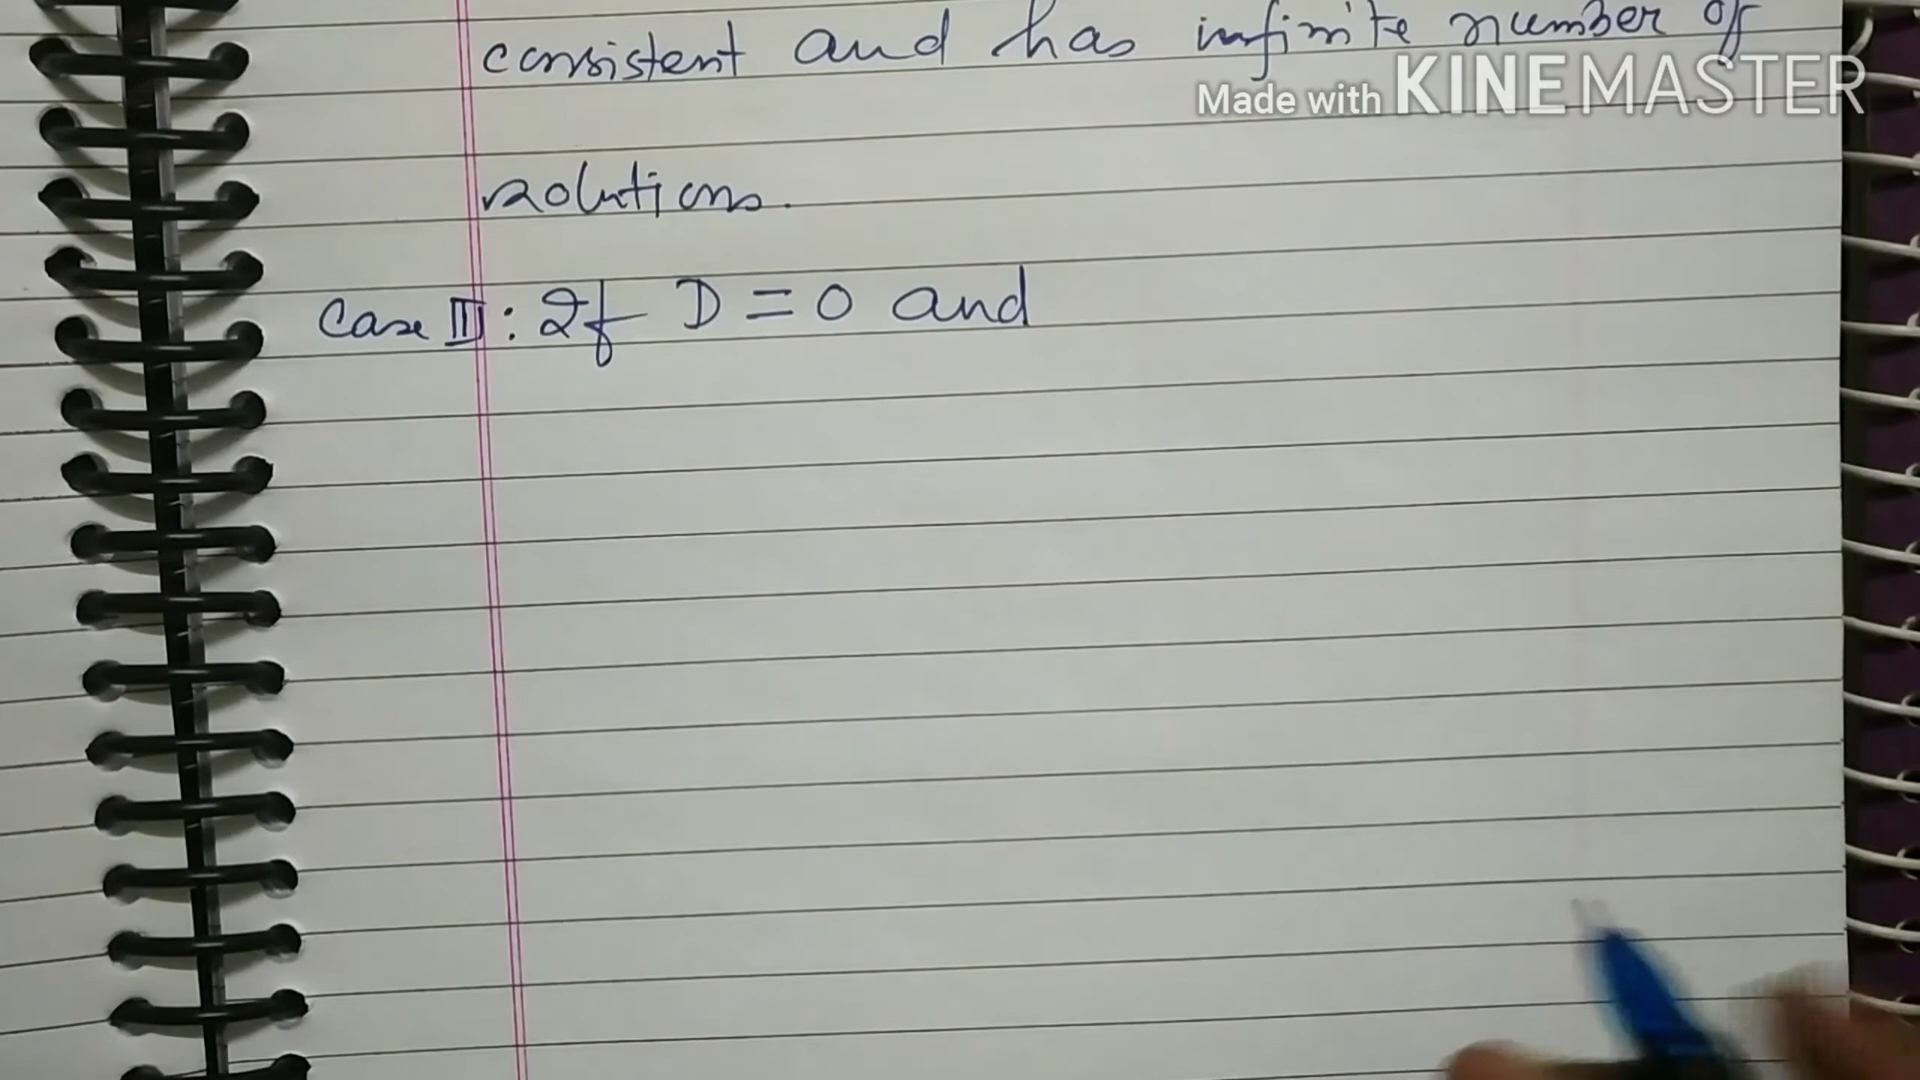 consistent and has infinite number of
Made with KINEMASTER
solutions.
Case III: If D = 0 and